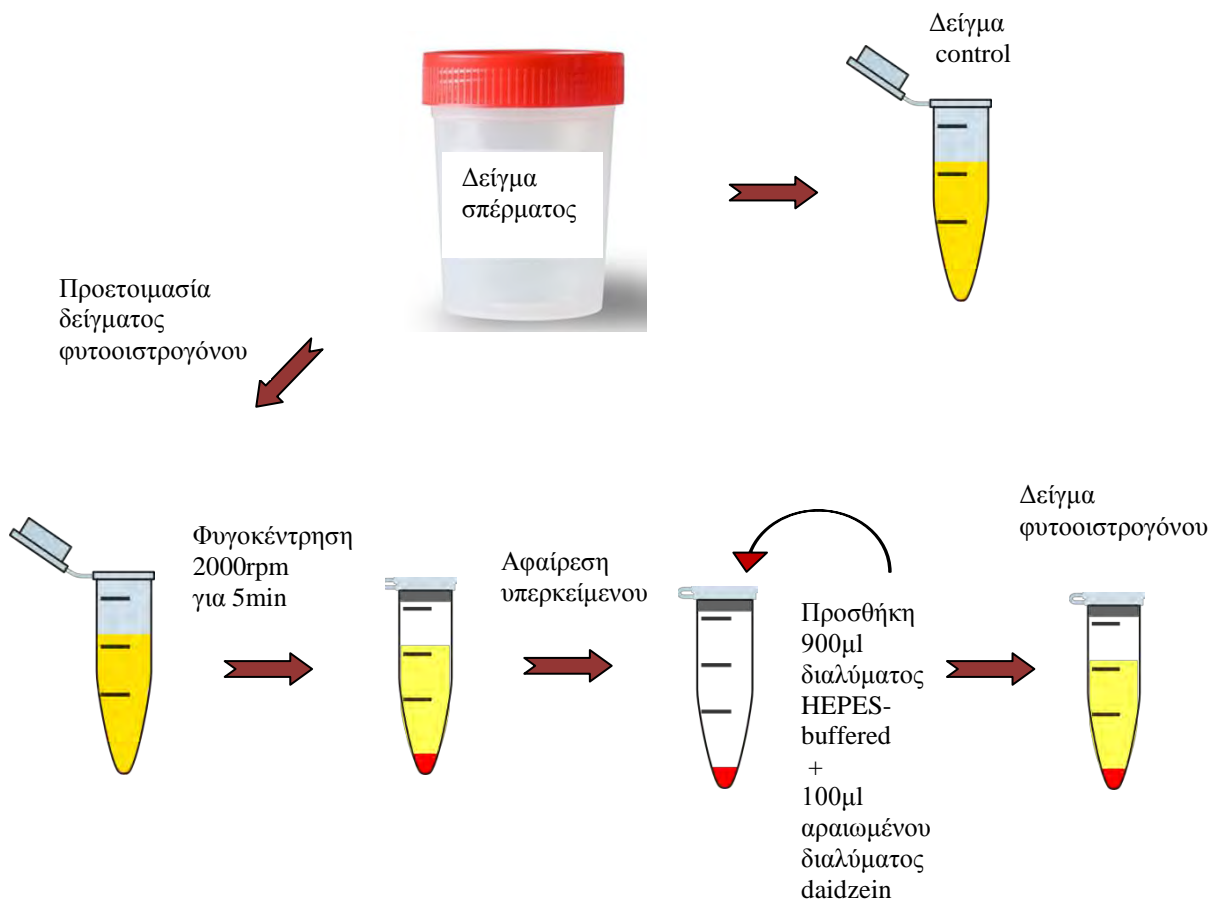 Δείγμα
control
Δείγμα
σπέρματος
Προετοιμασία
δείγματος
φυτοοιστρογόνου
Φυγοκέντρηση
2000rpm
για 5min
Αφαίρεση
υπερκείμενου
Προσθήκη
900μl
διαλύματος
HEPES-
buffered
+
100μl
αραιωμένου
διαλύματος
daidzein
Δείγμα
φυτοοιστρογόνου